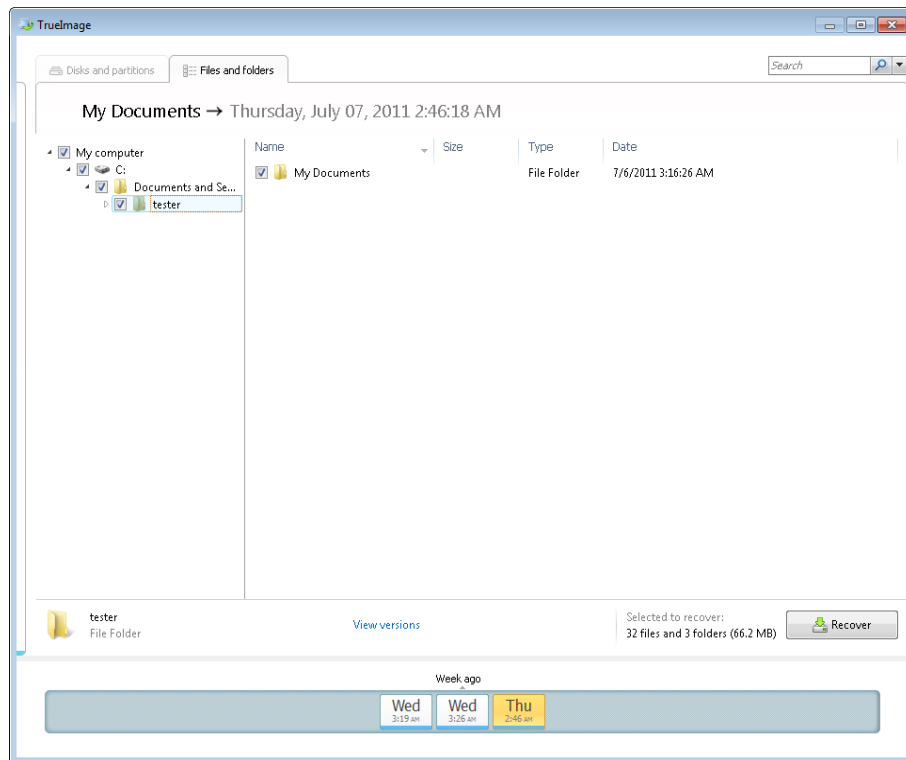 TrueImage
Disks and partitions
Files and folders
Search
My Documents → Thursday, July 07, 2011 2:46:18 AM
My computer
C:
Documents and Se...
tester
Name Size Type Date
My Documents File Folder 7/6/2011 3:16:26 AM
tester
File Folder
View versions
Selected to recover:
32 files and 3 folders (66.2 MB)
Recover
Week ago
Wed
3:19 AM
Wed
3:26 AM
Thu
2:46 AM